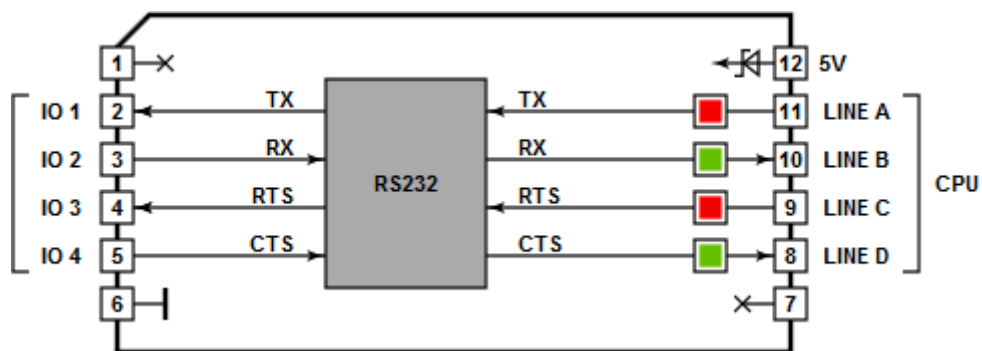 1 12 5V
IO 1 2 TX TX 11 LINE A
IO 2 3 RX RX 10 LINE B
RS232 CPU
IO 3 4 RTS RTS 9 LINE C
IO 4 5 CTS CTS 8 LINE D
6 7